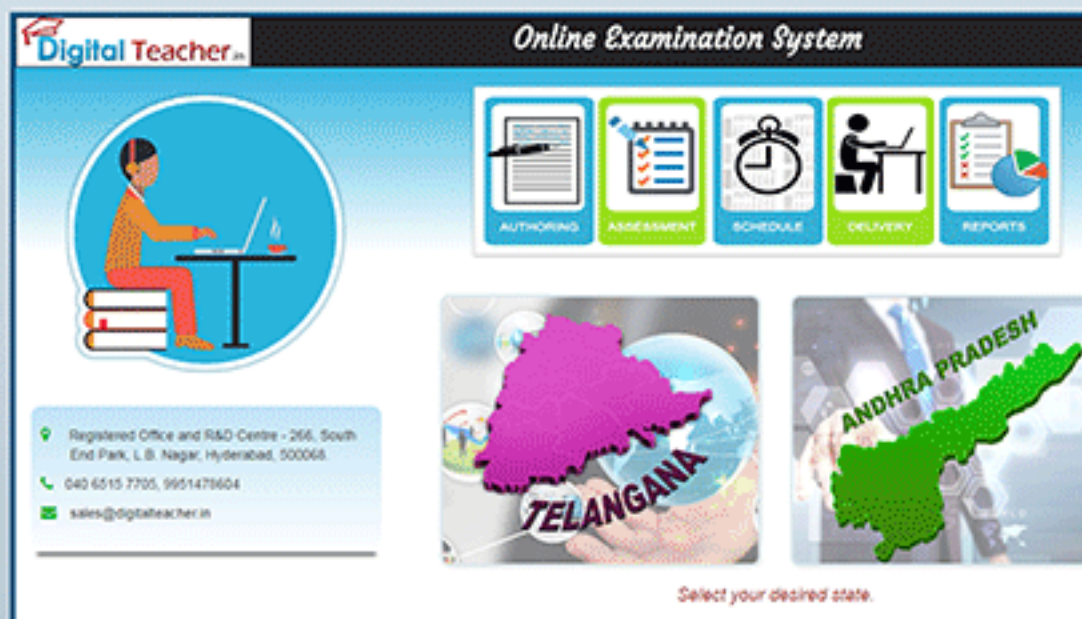 Digital Teacher.in
Online Examination System
AUTHORING
ASSESSMENT
SCHEDULE
DELIVERY
REPORTS
TELANGANA
ANDHRA PRADESH
Registered Office and R&D Centre - 266, South
End Park, L.B. Nagar, Hyderabad, 500068.
040 6515 7705, 9951478604
sales@digitalteacher.in
Select your desired state.